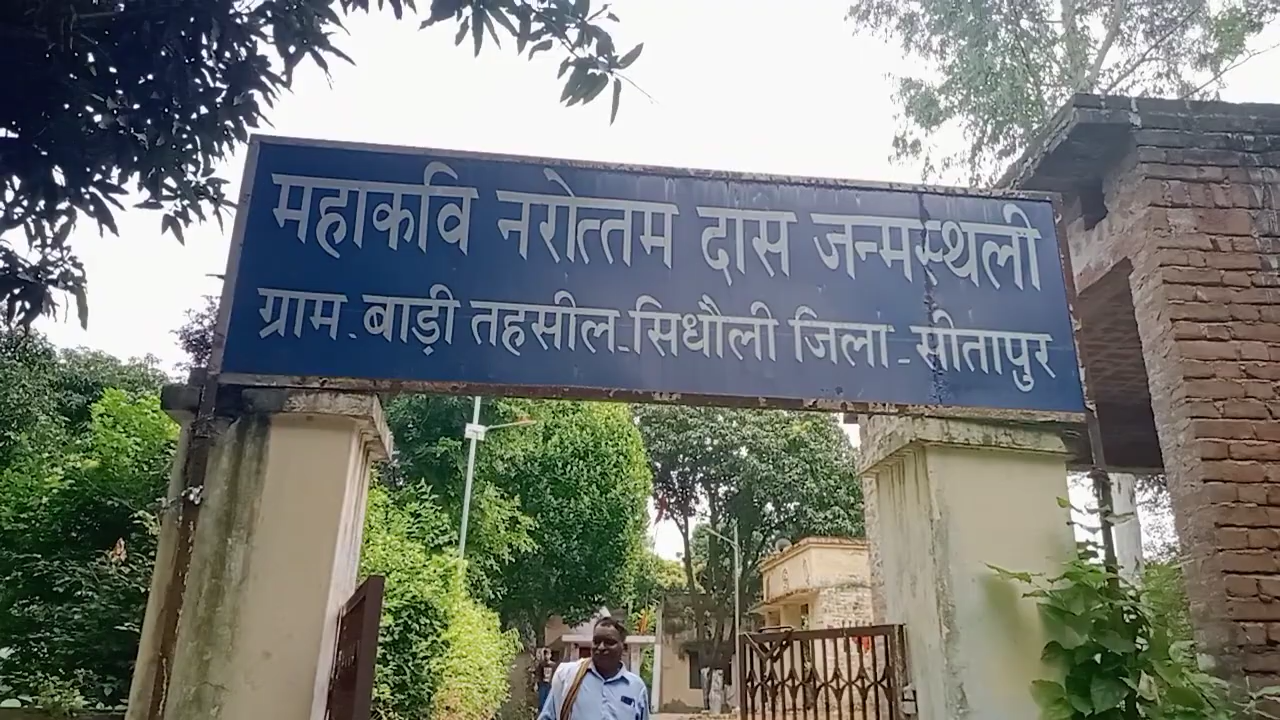 महाकवि नरोत्तम दास जन्मस्थली
ग्राम-बाड़ी तहसील-सिधौली जिला-सीतापुर